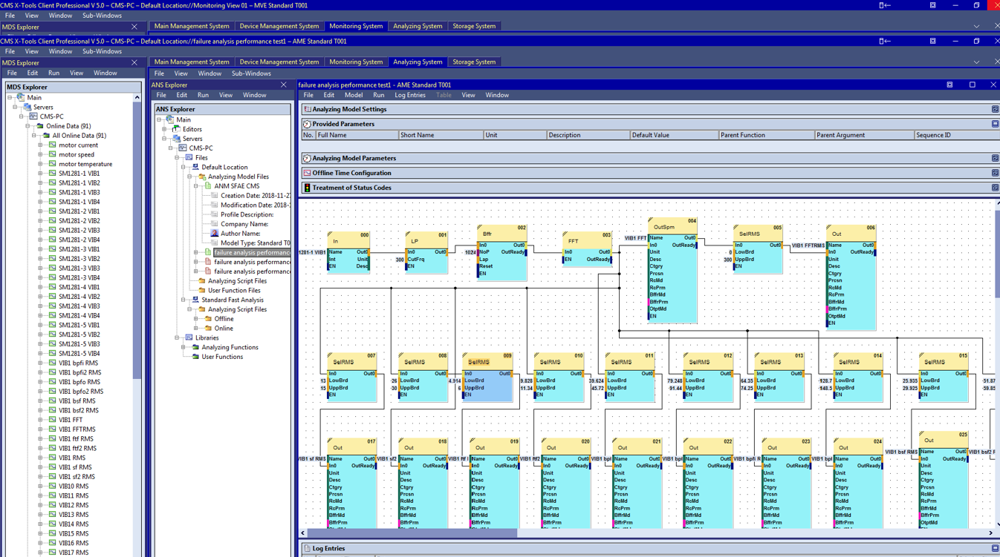 CMS X-Tools Client Professional V 5.0 – CMS-PC – Default Location://Monitoring View 01 – MVE Standard T001
File View Window Sub-Windows
MDS Explorer
Main Management System Device Management System Monitoring System Analyzing System Storage System
CMS X-Tools Client Professional V 5.0 – CMS-PC – Default Location://failure analysis performance test1 – AME Standard T001
File View Window Sub-Windows
MDS Explorer
Main Management System Device Management System Monitoring System Analyzing System Storage System
File Edit Run View Window
MDS Explorer
Main
Servers
CMS-PC
Online Data (91)
All Online Data (91)
motor current
motor speed
motor temperature
SM1281-1 VIB1
SM1281-1 VIB2
SM1281-1 VIB3
SM1281-1 VIB4
SM1281-2 VIB1
SM1281-2 VIB2
SM1281-2 VIB3
SM1281-2 VIB4
SM1281-3 VIB1
SM1281-3 VIB2
SM1281-3 VIB3
SM1281-3 VIB4
SM1281-4 VIB1
SM1281-4 VIB2
SM1281-4 VIB3
SM1281-4 VIB4
SM1281-5 VIB1
SM1281-5 VIB2
SM1281-5 VIB3
SM1281-5 VIB4
VIB1 bpfi RMS
VIB1 bpfi2 RMS
VIB1 bpfo RMS
VIB1 bpfo2 RMS
VIB1 bsf RMS
VIB1 bsf2 RMS
VIB1 FFT
VIB1 FFTRMS
VIB1 ftf RMS
VIB1 ftf2 RMS
VIB1 RMS
VIB1 sf RMS
VIB1 sf2 RMS
VIB10 RMS
VIB11 RMS
VIB12 RMS
VIB13 RMS
VIB14 RMS
VIB15 RMS
VIB16 RMS
VIB17 RMS
File View Window Sub-Windows
ANS Explorer
File Edit Run View Window
ANS Explorer
Main
Editors
Servers
CMS-PC
Files
Default Location
Analyzing Model Files
ANM SFAE CMS
Creation Date: 2018-11-2
Modification Date: 2018-
Profile Description:
Company Name:
Author Name:
Model Type: Standard T0
failure analysis performance
failure analysis performance
failure analysis performance
Analyzing Script Files
User Function Files
Standard Fast Analysis
Analyzing Script Files
Offline
Online
Libraries
Analyzing Functions
User Functions
failure analysis performance test1 - AME Standard T001
File Edit Model Run Log Entries Table View Window
Analyzing Model Settings
Provided Parameters
No. Full Name Short Name Unit Description Default Value Parent Function Parent Argument Sequence ID
Analyzing Model Parameters
Offline Time Configuration
Treatment of Status Codes
000
In
1281-1 VIB1 Name Out0
Int Unit
EN Desc
001
LP
In0 Out0
300 CutFrq
EN
002
Bffr
In0 Out0
1024 NoP OutReady
Lap
Reset
EN
003
FFT
In0 Out0
EN OutReady
004
OutSpm
VIB1 FFT Name Out0
In0 OutReady
Unit
Desc
Ctgry
Prcsn
RcMd
RcPrm
BffrMd
BffrPrm
OtptMd
EN
005
SelRMS
In0 Out0
0 LowBrd
300 UppBrd
EN
006
Out
VIB1 FFTRMS Name Out0
In0 OutReady
Unit
Desc
Ctgry
Prcsn
RcMd
RcPrm
BffrMd
BffrPrm
OtptMd
EN
007
SelRMS
In0 Out0
13 LowBrd
15 UppBrd
EN
008
SelRMS
In0 Out0
-26 LowBrd
-30 UppBrd
EN
009
SelRMS
In0 Out0
4.914 LowBrd
6 UppBrd
EN
010
SelRMS
In0 Out0
9.828 LowBrd
11.34 UppBrd
EN
011
SelRMS
In0 Out0
39.624 LowBrd
45.72 UppBrd
EN
012
SelRMS
In0 Out0
79.248 LowBrd
-91.44 UppBrd
EN
013
SelRMS
In0 Out0
64.35 LowBrd
74.25 UppBrd
EN
014
SelRMS
In0 Out0
-128.7 LowBrd
-148.5 UppBrd
EN
015
SelRMS
In0 Out0
25.935 LowBrd
29.925 UppBrd
EN
-51.87
-59.85
017
Out
VIB1 sf RMS Name Out0
In0 OutReady
Unit
Desc
Ctgry
Prcsn
RcMd
RcPrm
BffrMd
BffrPrm
018
Out
VIB1 sf2 Name Out0
In0 OutReady
Unit
Desc
Ctgry
Prcsn
RcMd
RcPrm
BffrMd
BffrPrm
019
Out
VIB1 ftf Name Out0
In0 OutReady
Unit
Desc
Ctgry
Prcsn
RcMd
RcPrm
BffrMd
BffrPrm
020
Out
VIB1 ftf2 Name Out0
In0 OutReady
Unit
Desc
Ctgry
Prcsn
RcMd
RcPrm
BffrMd
BffrPrm
021
Out
VIB1 bpf Name Out0
In0 OutReady
Unit
Desc
Ctgry
Prcsn
RcMd
RcPrm
BffrMd
BffrPrm
022
Out
VIB1 bpf Name Out0
In0 OutReady
Unit
Desc
Ctgry
Prcsn
RcMd
RcPrm
BffrMd
BffrPrm
023
Out
VIB1 bpfi R Name Out0
In0 OutReady
Unit
Desc
Ctgry
Prcsn
RcMd
RcPrm
BffrMd
BffrPrm
024
Out
VIB1 bpf Name Out0
In0 OutReady
Unit
Desc
Ctgry
Prcsn
RcMd
RcPrm
BffrMd
BffrPrm
025
Out
VIB1 bsf RMS Name Out0
In0 OutReady
Unit
Desc
Ctgry
Prcsn
RcMd
RcPrm
BffrMd
BffrPrm
OtptMd
VIB1 bsf2
Log Entries